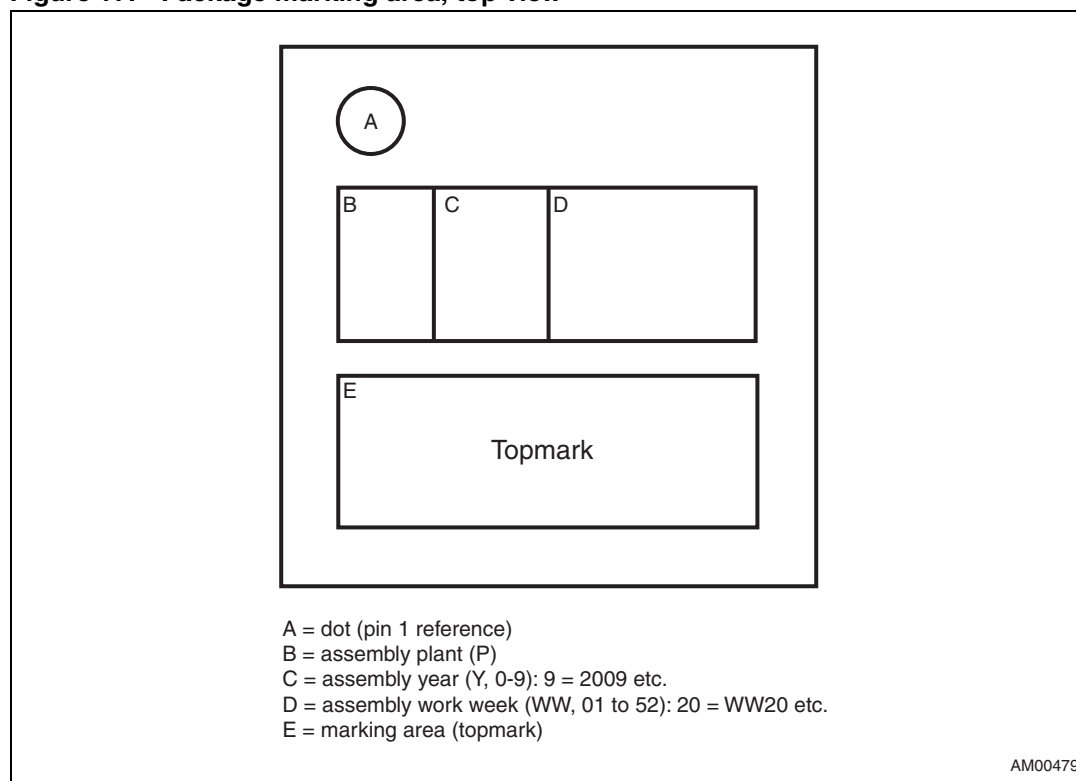 A
B C D
E
Topmark
A = dot (pin 1 reference)
B = assembly plant (P)
C = assembly year (Y, 0-9): 9 = 2009 etc.
D = assembly work week (WW, 01 to 52): 20 = WW20 etc.
E = marking area (topmark)
AM00479